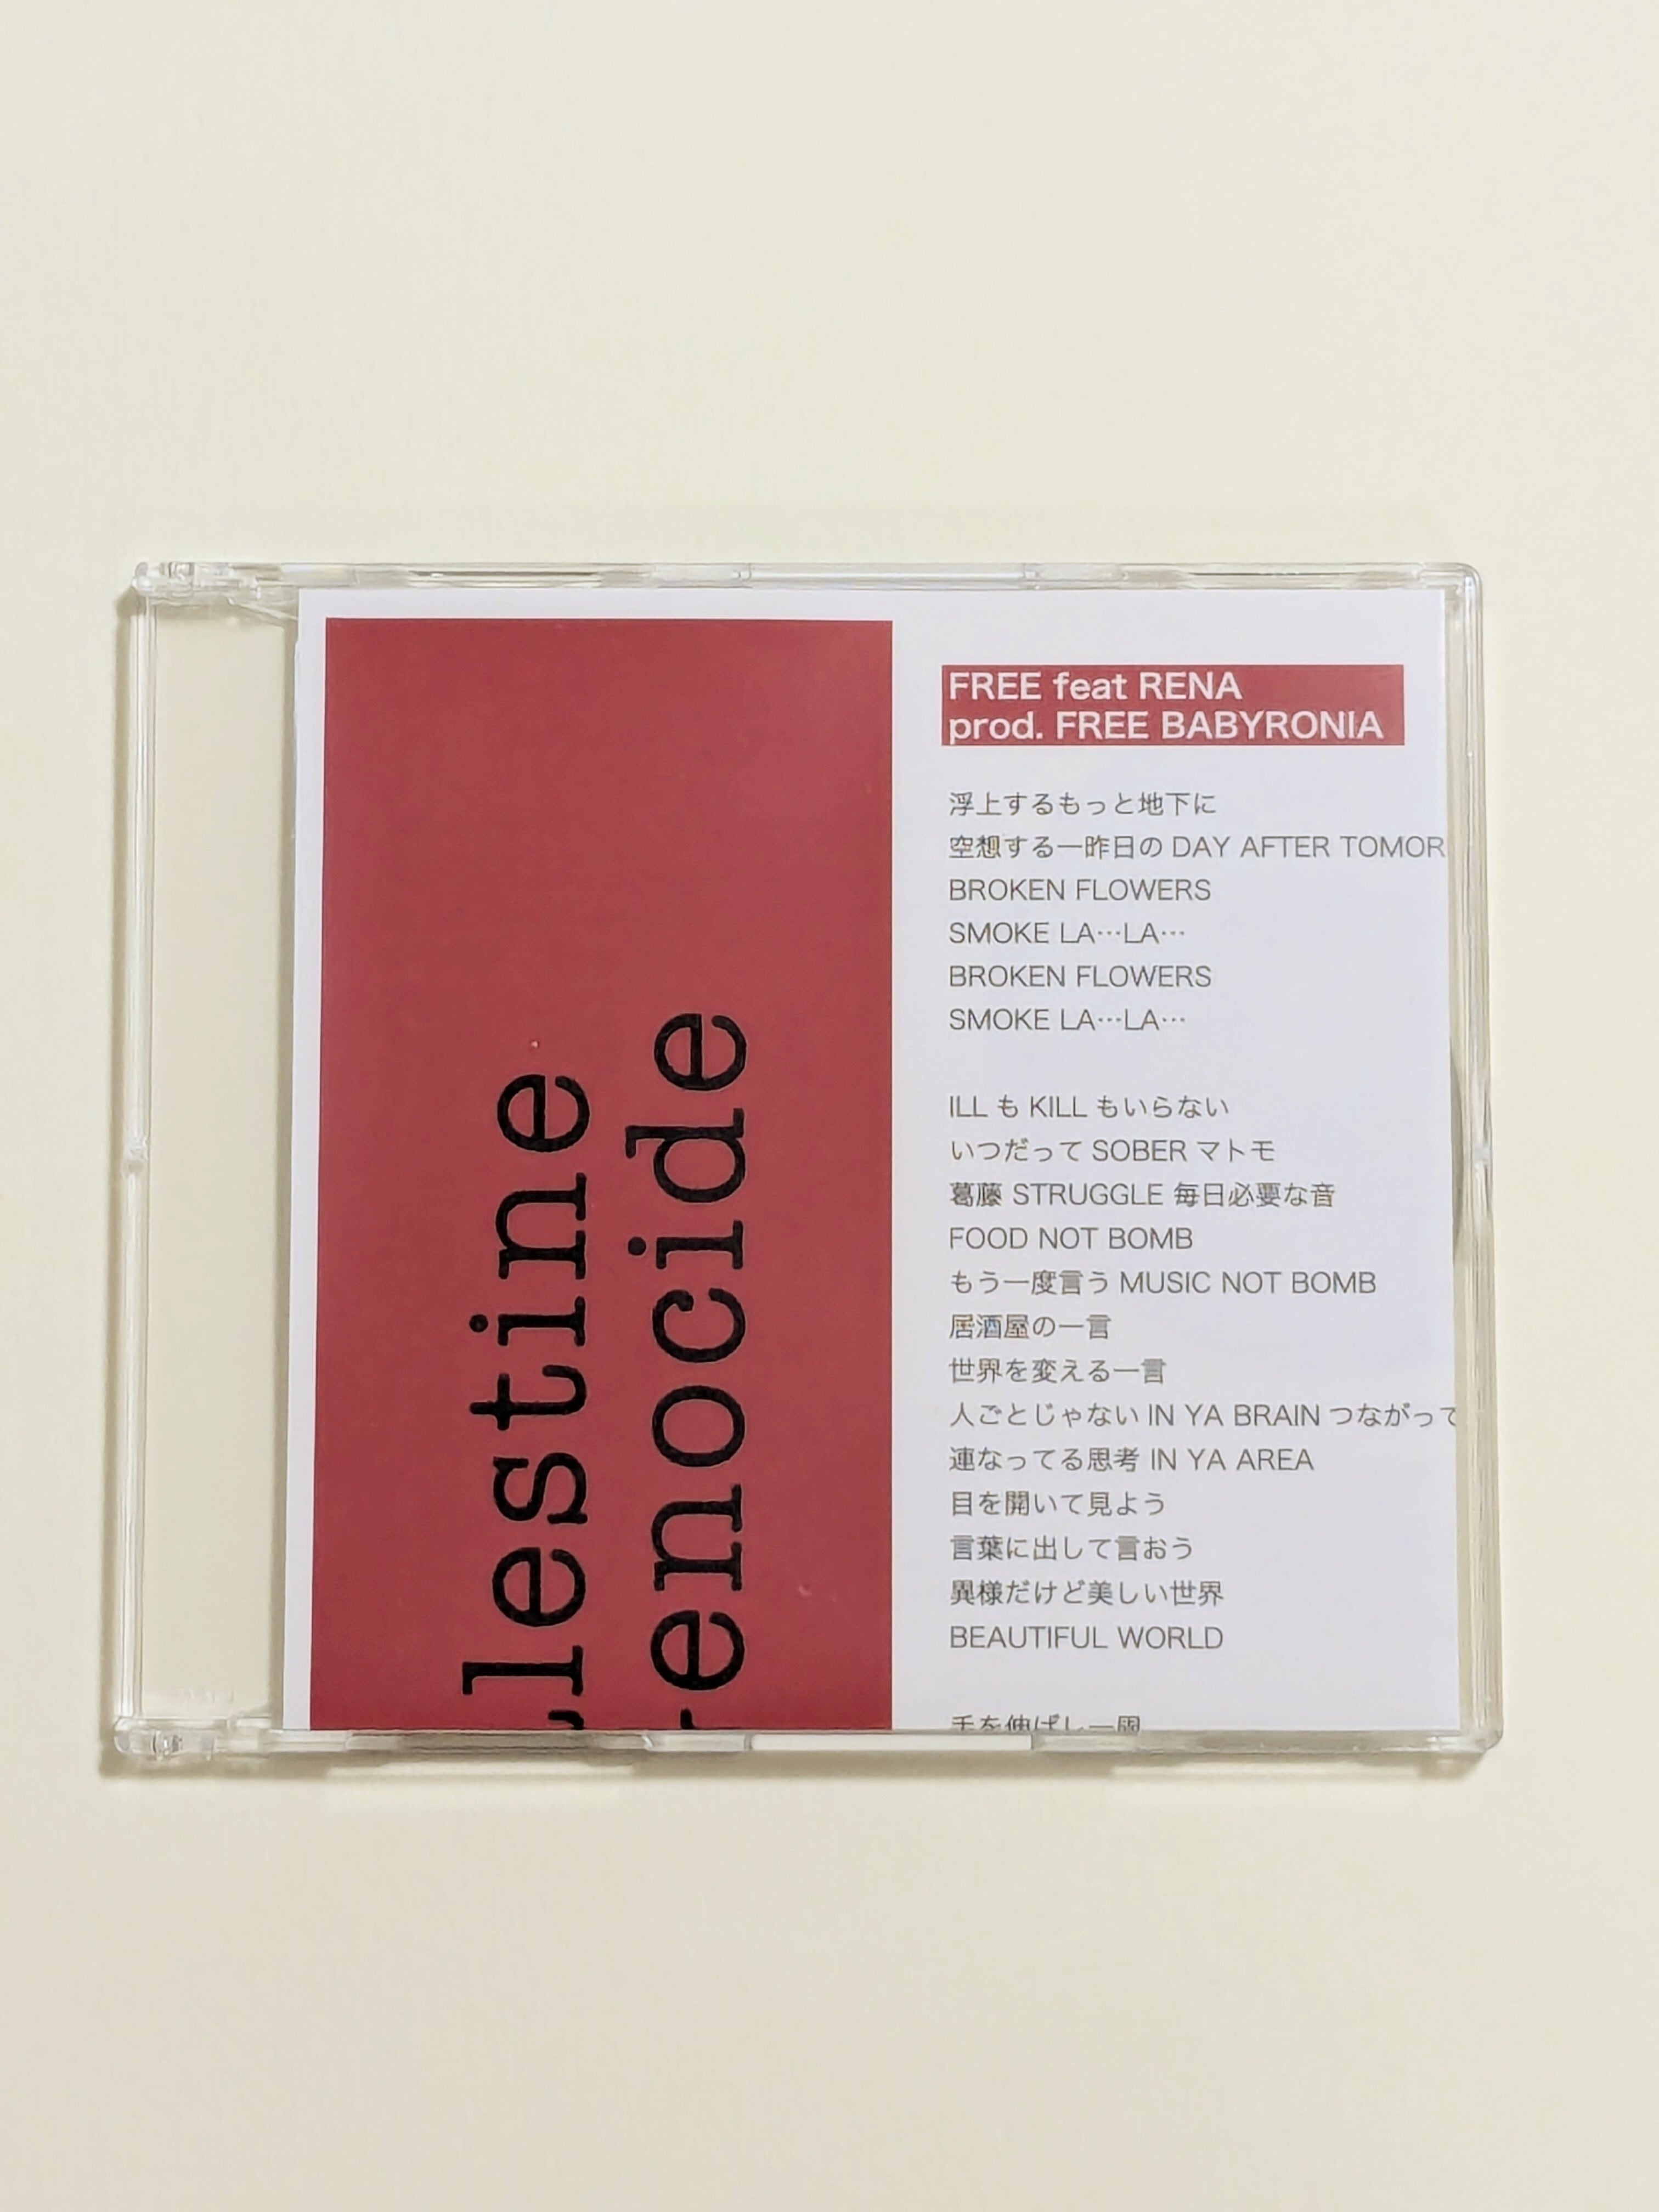 lestine
enocide
FREE feat RENA
prod. FREE BABYRONIA
浮上するもっと地下に
空想する一昨日の DAY AFTER TOMOR
BROKEN FLOWERS
SMOKE LA…LA…
BROKEN FLOWERS
SMOKE LA…LA…
ILL も KILL もいらない
いつだって SOBER マトモ
葛藤 STRUGGLE 毎日必要な音
FOOD NOT BOMB
もう一度言う MUSIC NOT BOMB
居酒屋の一言
世界を変える一言
人ごとじゃない IN YA BRAIN つながって
連なってる思考 IN YA AREA
目を開いて見よう
言葉に出して言おう
異様だけど美しい世界
BEAUTIFUL WORLD
手を伸ばし一周